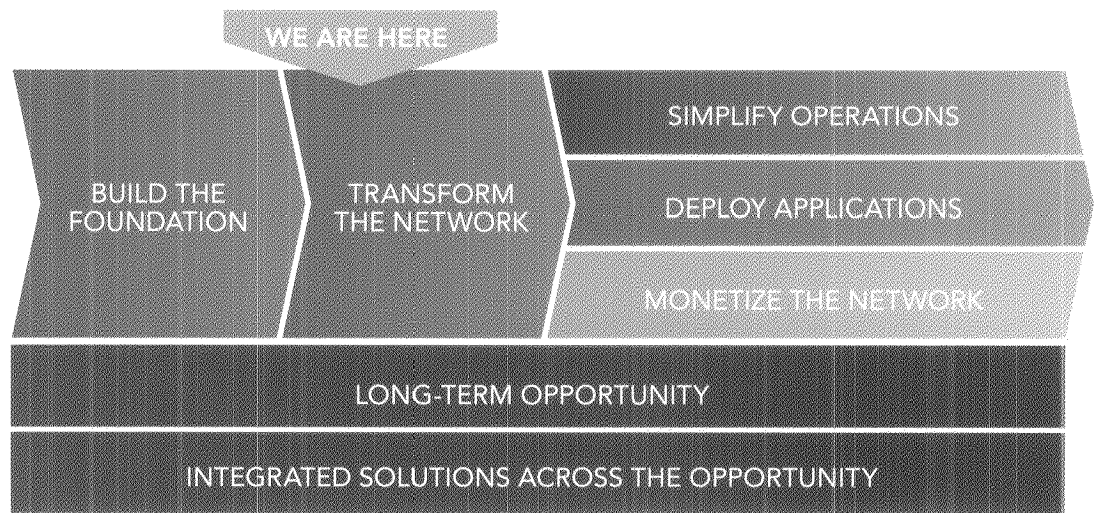 WE ARE HERE
BUILD THE
FOUNDATION
TRANSFORM
THE NETWORK
SIMPLIFY OPERATIONS
DEPLOY APPLICATIONS
MONETIZE THE NETWORK
LONG-TERM OPPORTUNITY
INTEGRATED SOLUTIONS ACROSS THE OPPORTUNITY